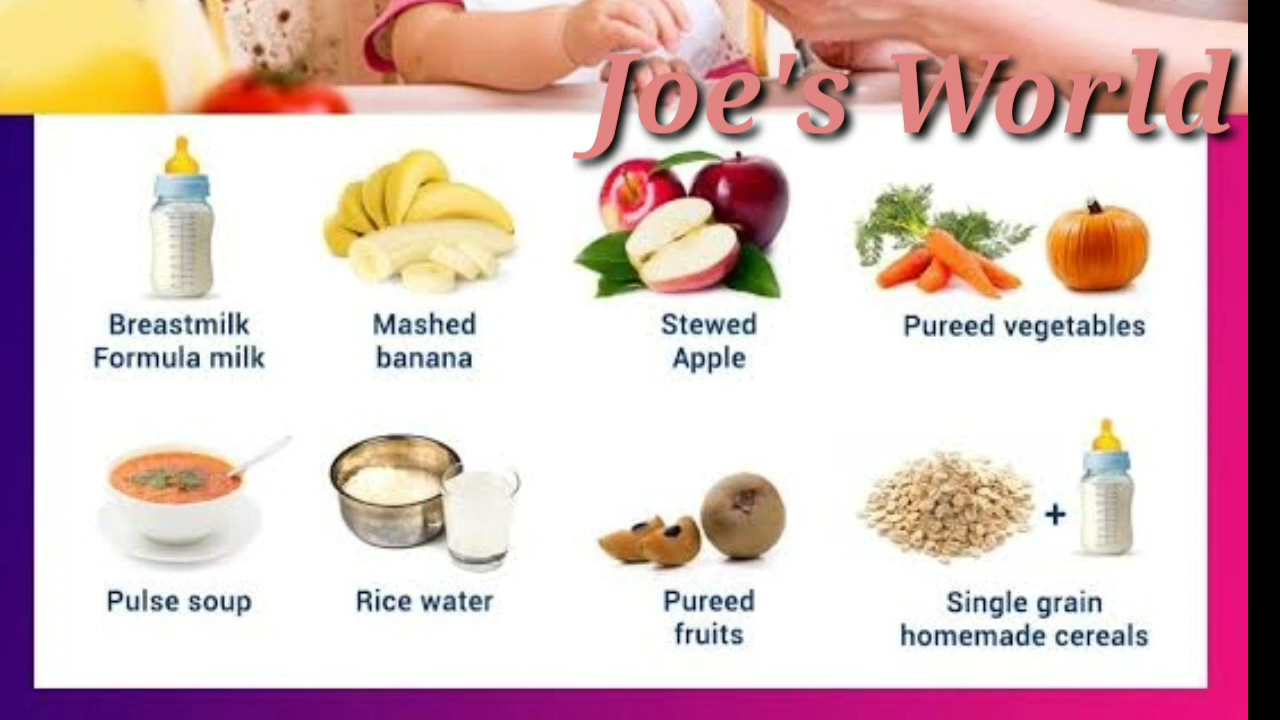 Joe's World
Breastmilk
Formula milk
Mashed
banana
Stewed
Apple
Pureed vegetables
Pulse soup
Rice water
Pureed
fruits
+
Single grain
homemade cereals